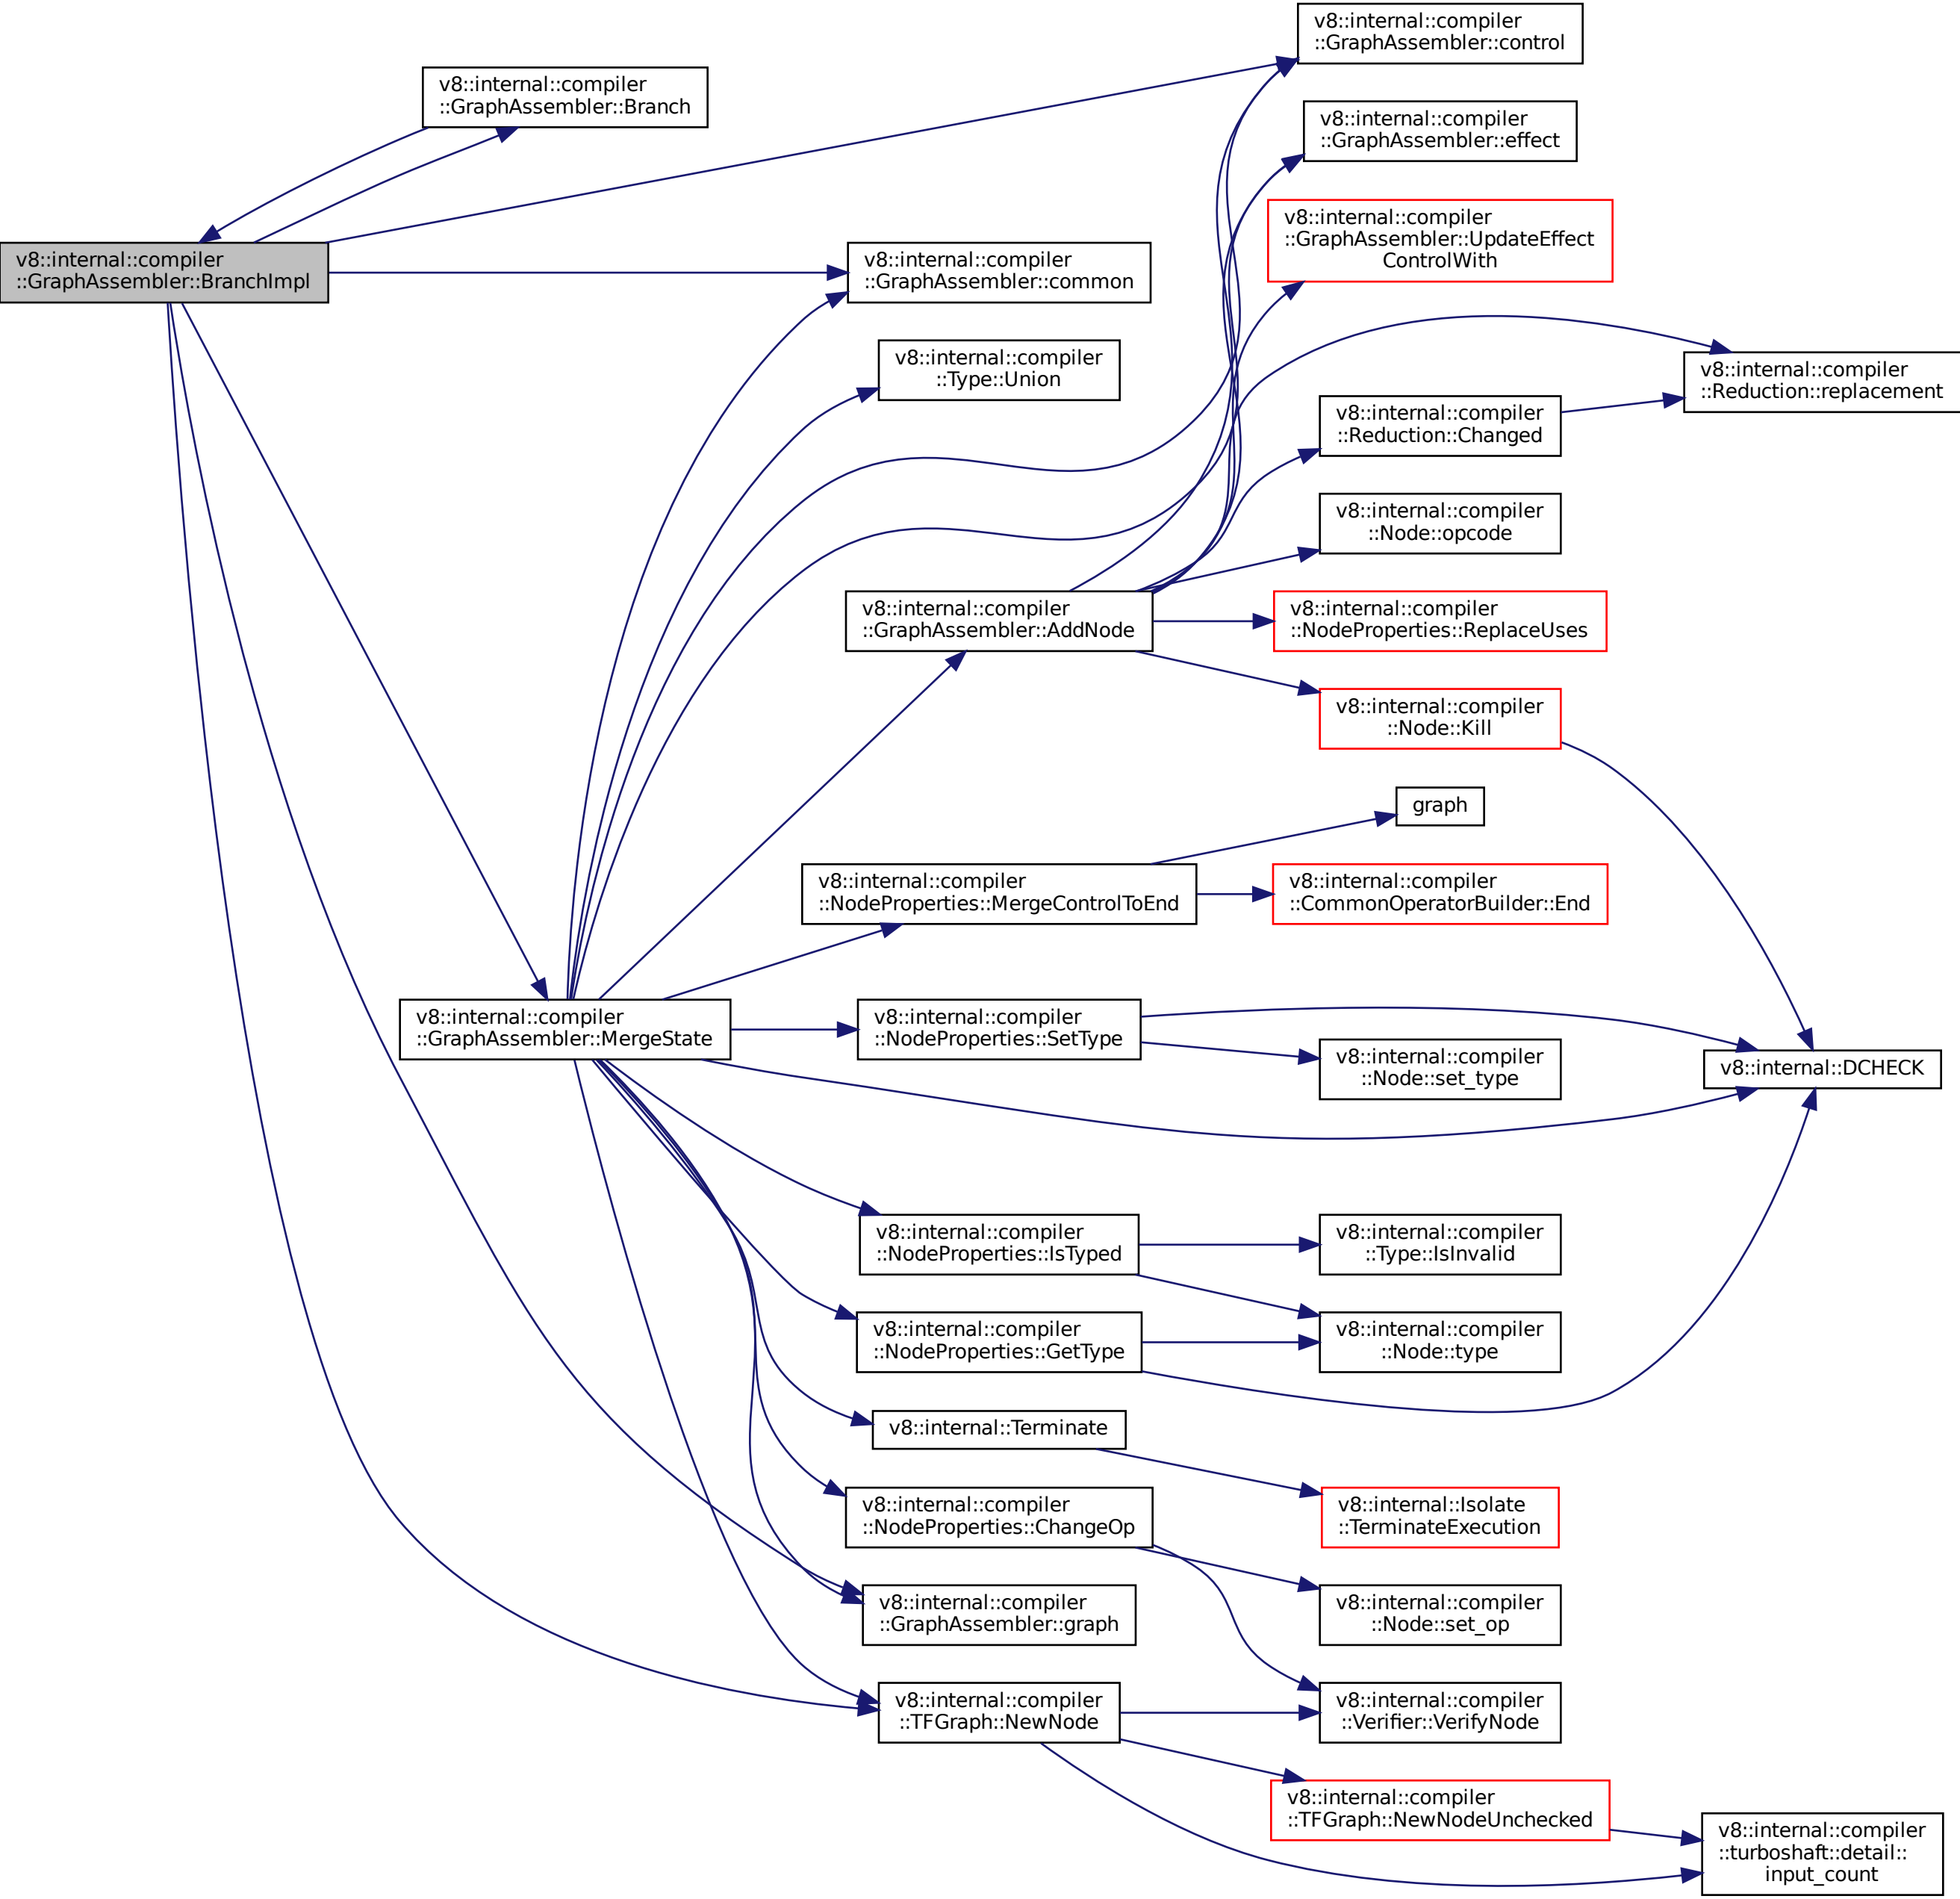 v8::internal::compiler
::GraphAssembler::control
v8::internal::compiler
::GraphAssembler::Branch
v8::internal::compiler
::GraphAssembler::effect
v8::internal::compiler
::GraphAssembler::UpdateEffect
ControlWith
v8::internal::compiler
::GraphAssembler::BranchImpl
v8::internal::compiler
::GraphAssembler::common
v8::internal::compiler
::Type::Union
v8::internal::compiler
::Reduction::replacement
v8::internal::compiler
::Reduction::Changed
v8::internal::compiler
::Node::opcode
v8::internal::compiler
::GraphAssembler::AddNode
v8::internal::compiler
::NodeProperties::ReplaceUses
v8::internal::compiler
::Node::Kill
graph
v8::internal::compiler
::NodeProperties::MergeControlToEnd
v8::internal::compiler
::CommonOperatorBuilder::End
v8::internal::compiler
::GraphAssembler::MergeState
v8::internal::compiler
::NodeProperties::SetType
v8::internal::compiler
::Node::set_type
v8::internal::DCHECK
v8::internal::compiler
::NodeProperties::IsTyped
v8::internal::compiler
::Type::IsInvalid
v8::internal::compiler
::NodeProperties::GetType
v8::internal::compiler
::Node::type
v8::internal::Terminate
v8::internal::compiler
::NodeProperties::ChangeOp
v8::internal::Isolate
::TerminateExecution
v8::internal::compiler
::GraphAssembler::graph
v8::internal::compiler
::Node::set_op
v8::internal::compiler
::TFGraph::NewNode
v8::internal::compiler
::Verifier::VerifyNode
v8::internal::compiler
::TFGraph::NewNodeUnchecked
v8::internal::compiler
::turboshaft::detail::
input_count